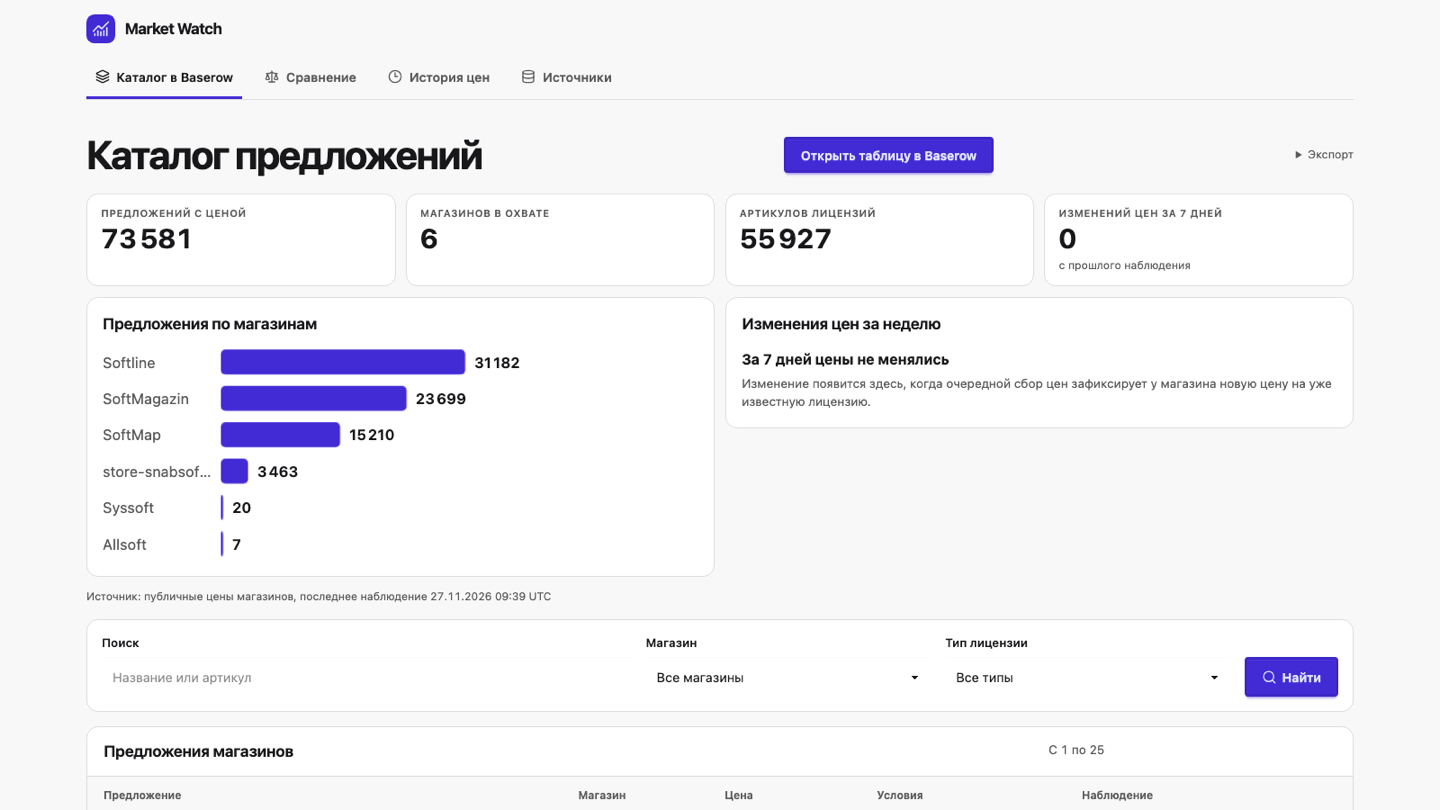 Market Watch
Каталог в Baserow
Сравнение
История цен
Источники
Каталог предложений
Открыть таблицу в Baserow
Экспорт
ПРЕДЛОЖЕНИЙ С ЦЕНОЙ
73 581
МАГАЗИНОВ В ОХВАТЕ
6
АРТИКУЛОВ ЛИЦЕНЗИЙ
55 927
ИЗМЕНЕНИЙ ЦЕН ЗА 7 ДНЕЙ
0
с прошлого наблюдения
Предложения по магазинам
Softline 31 182
SoftMagazin 23 699
SoftMap 15 210
store-snabsof... 3 463
Syssoft 20
Allsoft 7
Изменения цен за неделю
За 7 дней цены не менялись
Изменение появится здесь, когда очередной сбор цен зафиксирует у магазина новую цену на уже
известную лицензию.
Источник: публичные цены магазинов, последнее наблюдение 27.11.2026 09:39 UTC
Поиск
Название или артикул
Магазин
Все магазины
Тип лицензии
Все типы
Найти
Предложения магазинов
С 1 по 25
Предложение Магазин Цена Условия Наблюдение